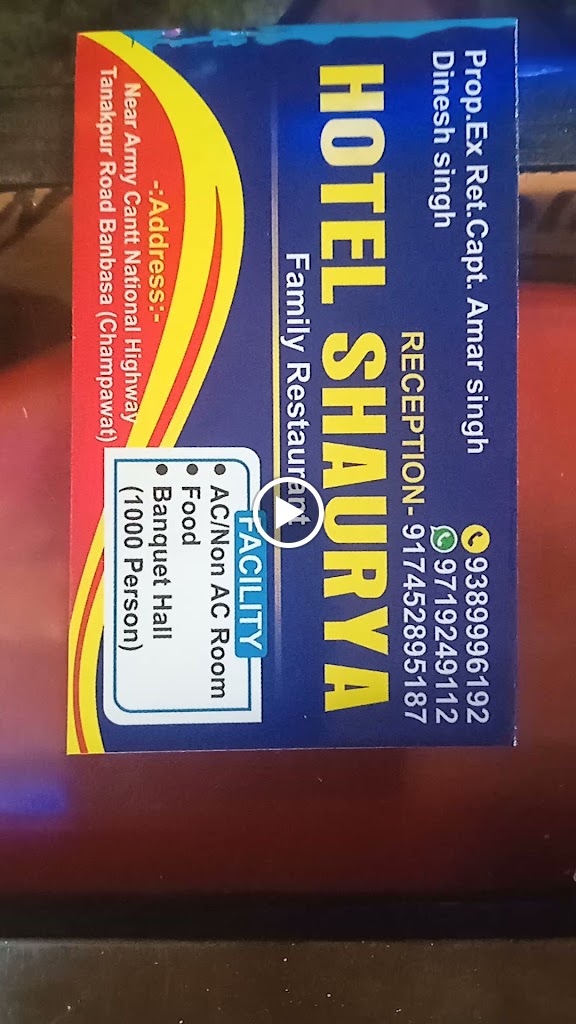 Prop.Ex Ret.Capt. Amar singh
Dinesh singh
9389996192
9719249112
RECEPTION- 917452895187
HOTEL SHAURYA
Family Restaurant
FACILITY
• AC/Non AC Room
• Food
• Banquet Hall
(1000 Person)
-:Address:-
Near Army Cantt National Highway
Tanakpur Road Banbasa (Champawat)